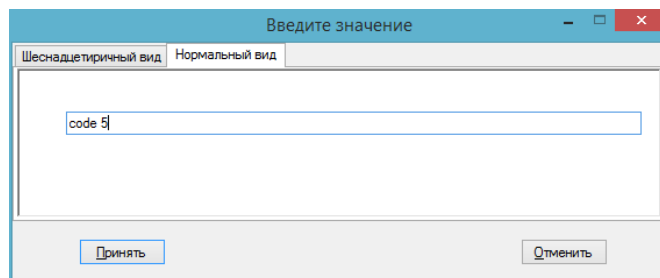 Введите значение
Шеснадцетиричный вид Нормальный вид
code 5
Принять Отменить